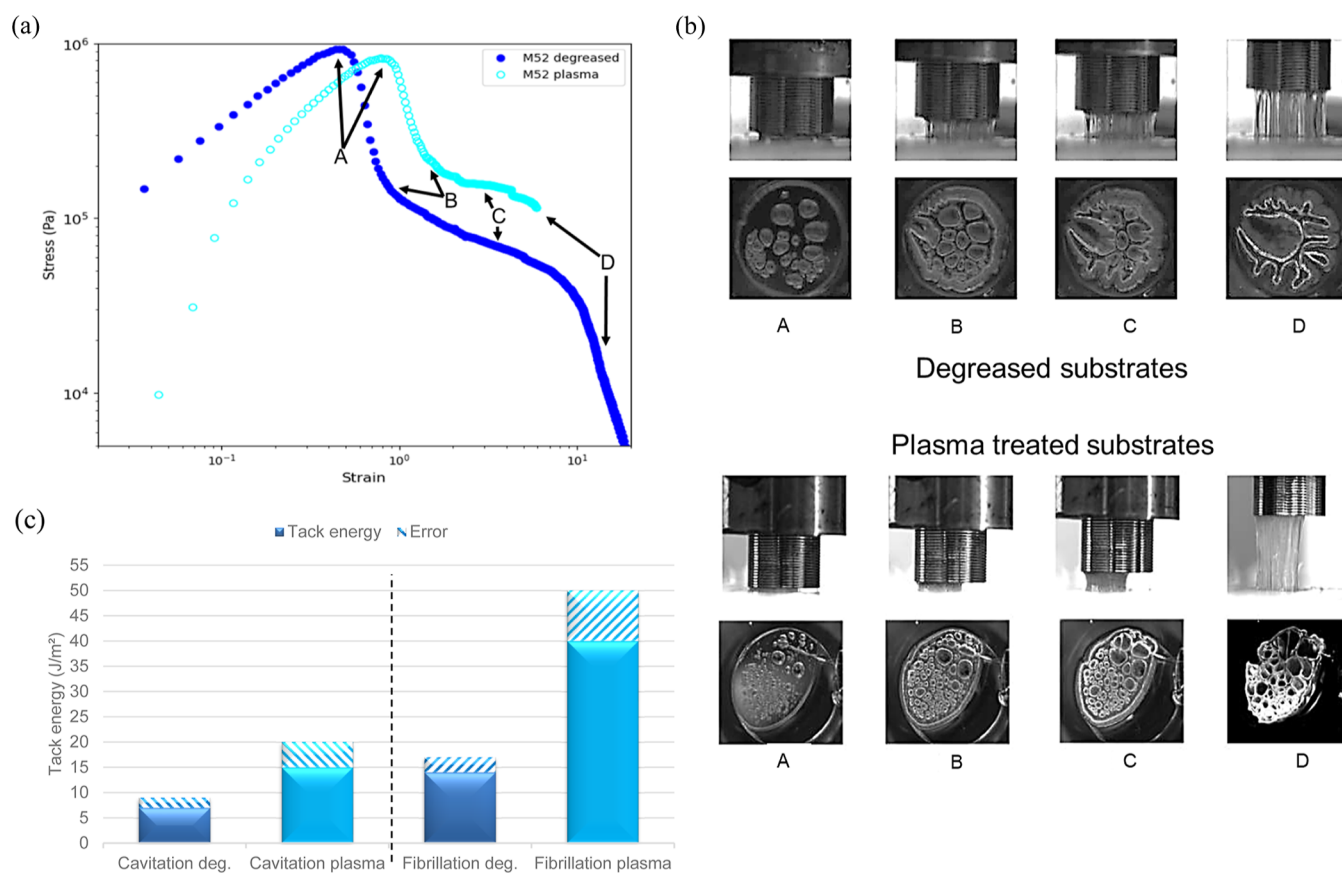 (a)
10⁶
10⁵
10⁴
Stress (Pa)
M52 degreased
M52 plasma
A
B
C
D
10⁻¹
10⁰
10¹
Strain
(b)
A
B
C
D
Degreased substrates
Plasma treated substrates
A
B
C
D
(c)
Tack energy
Error
55
50
45
40
35
30
25
20
15
10
5
0
Tack energy (J/m²)
Cavitation deg.
Cavitation plasma
Fibrillation deg.
Fibrillation plasma